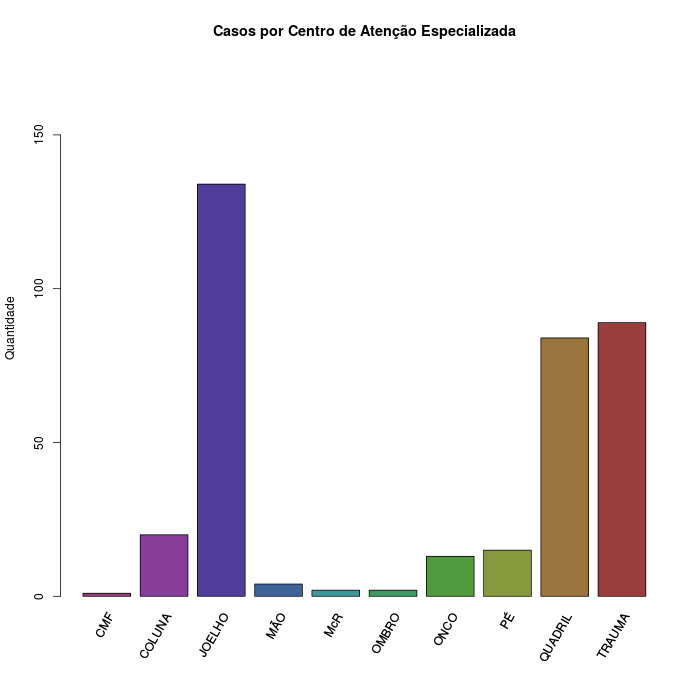 Casos por Centro de Atenção Especializada
Quantidade
150
100
50
0
CMF
COLUNA
JOELHO
MÃO
McR
OMBRO
ONCO
PÉ
QUADRIL
TRAUMA